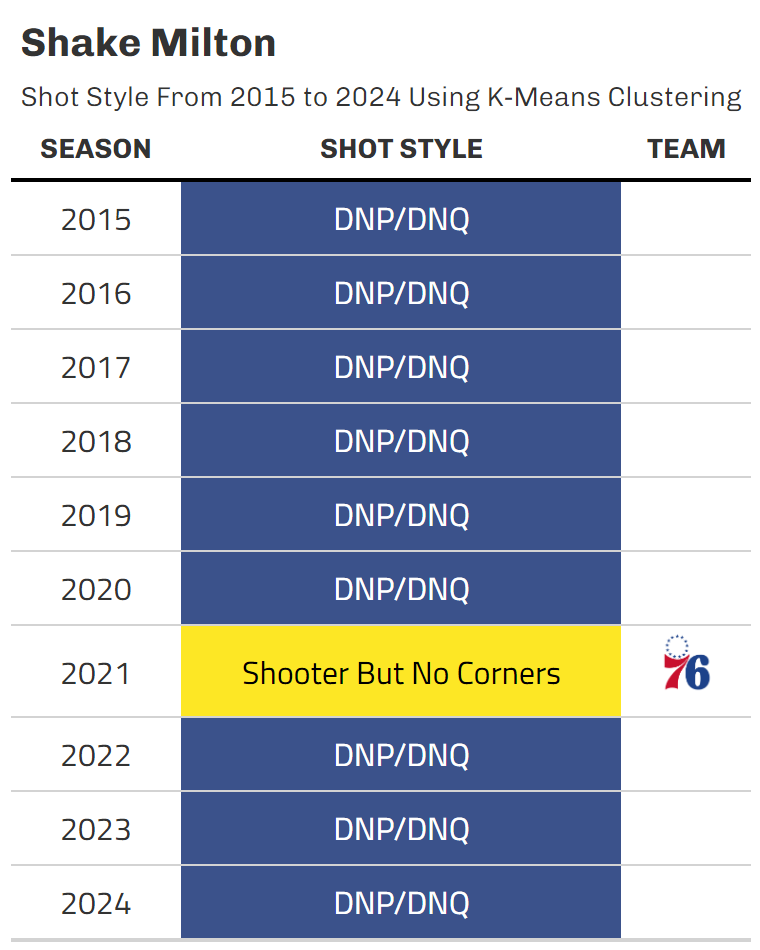 Shake Milton
Shot Style From 2015 to 2024 Using K-Means Clustering
SEASON SHOT STYLE TEAM
2015 DNP/DNQ
2016 DNP/DNQ
2017 DNP/DNQ
2018 DNP/DNQ
2019 DNP/DNQ
2020 DNP/DNQ
2021 Shooter But No Corners 76
2022 DNP/DNQ
2023 DNP/DNQ
2024 DNP/DNQ